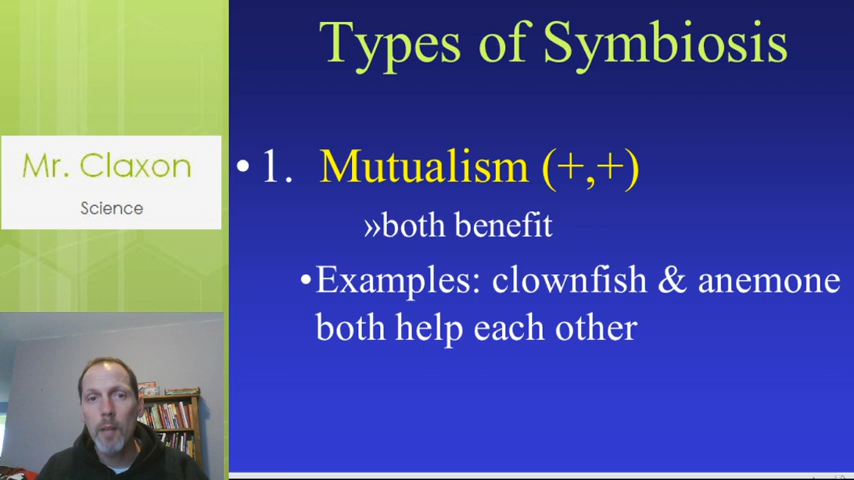 Types of Symbiosis
Mr. Claxon
Science
• 1. Mutualism (+,+)
»both benefit
•Examples: clownfish & anemone
both help each other